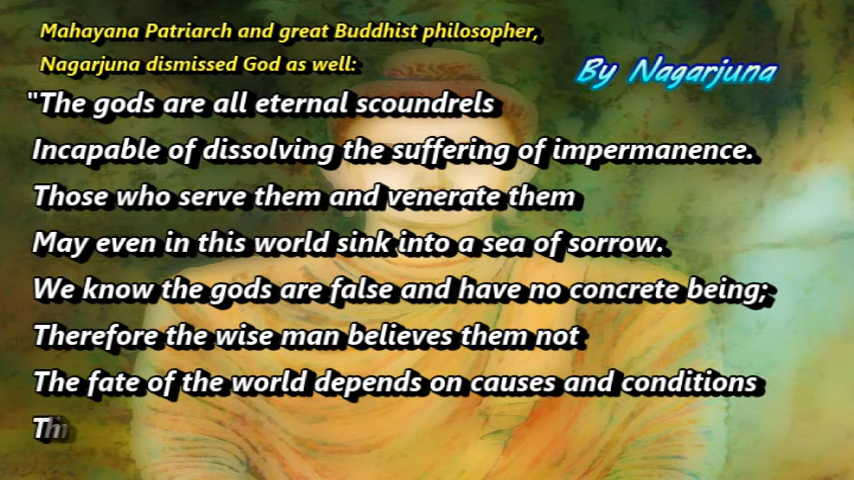 Mahayana Patriarch and great Buddhist philosopher,
Nagarjuna dismissed God as well:
By Nagarjuna
"The gods are all eternal scoundrels
Incapable of dissolving the suffering of impermanence.
Those who serve them and venerate them
May even in this world sink into a sea of sorrow.
We know the gods are false and have no concrete being;
Therefore the wise man believes them not
The fate of the world depends on causes and conditions
Th